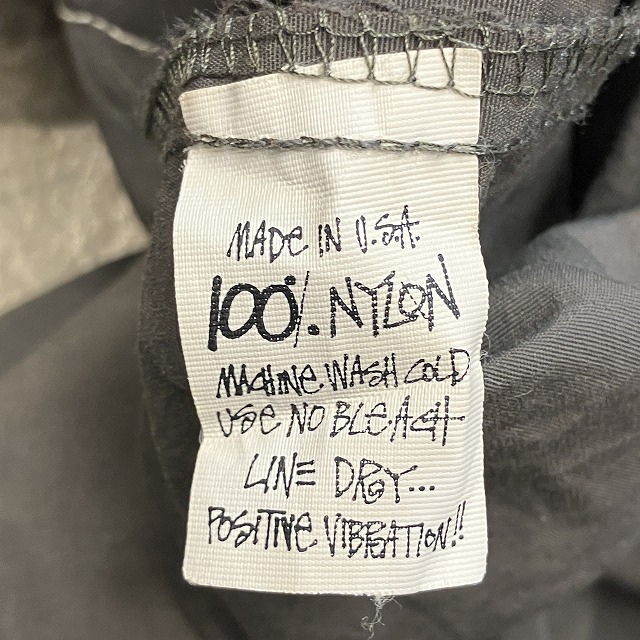 MADE IN U.S.A.
100%. NYLON
MACHINE WASH COLD
USE NO BLEACH
LINE DRY...
POSITIVE VIBRATION!!